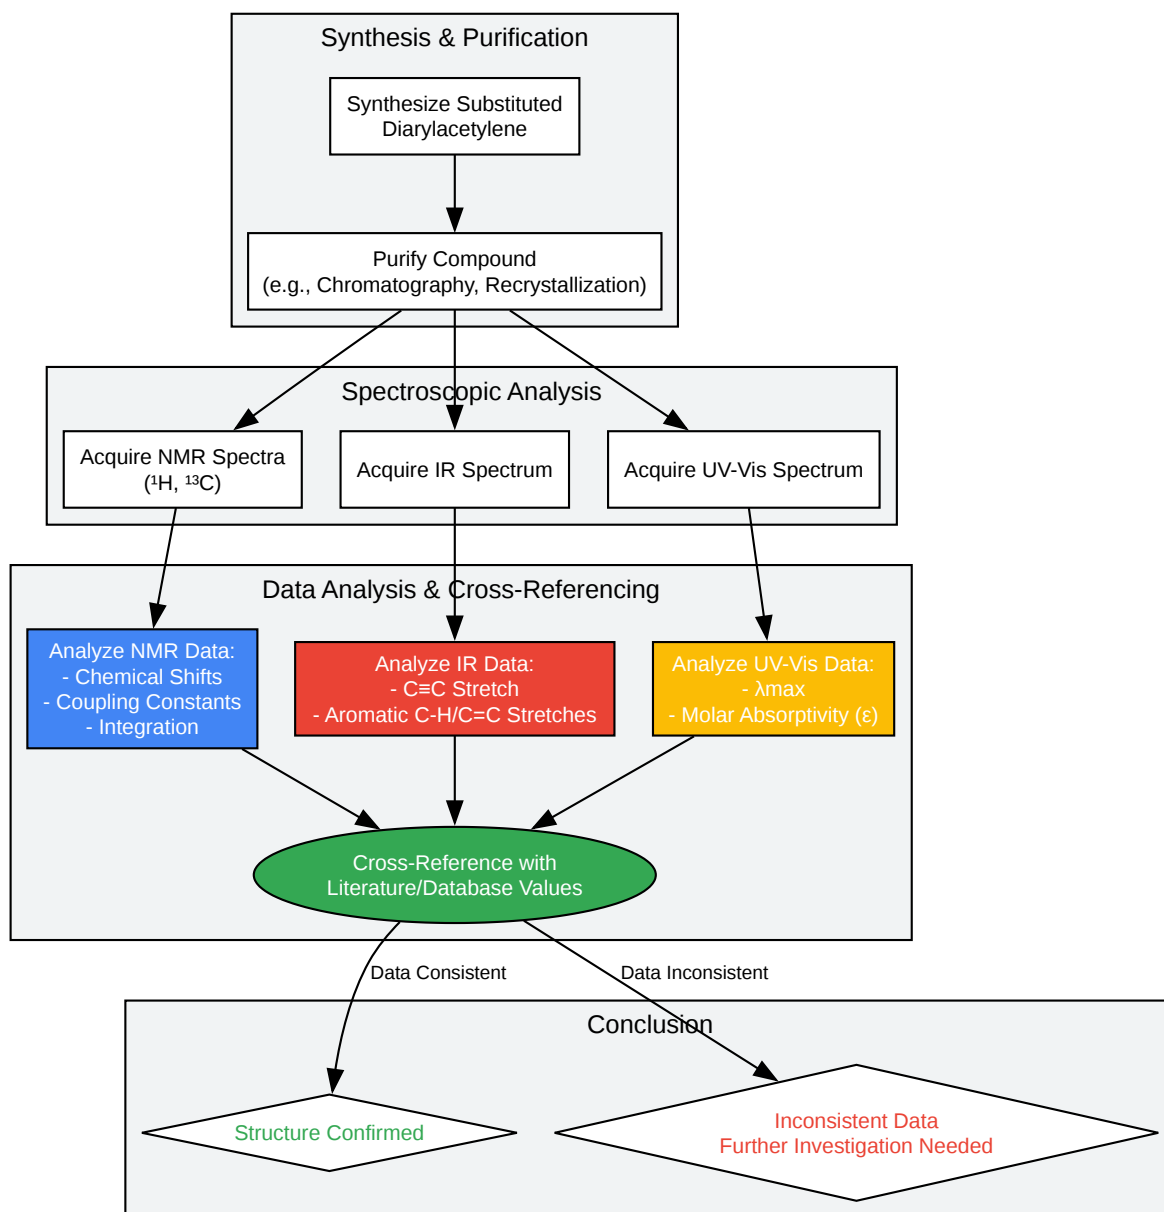 Synthesis & Purification
Synthesize Substituted
Diarylacetylene
Purify Compound
(e.g., Chromatography, Recrystallization)
Spectroscopic Analysis
Acquire NMR Spectra
(¹H, ¹³C)
Acquire IR Spectrum
Acquire UV-Vis Spectrum
Data Analysis & Cross-Referencing
Analyze NMR Data:
- Chemical Shifts
- Coupling Constants
- Integration
Analyze IR Data:
- C≡C Stretch
- Aromatic C-H/C=C Stretches
Analyze UV-Vis Data:
- λmax
- Molar Absorptivity (ε)
Cross-Reference with
Literature/Database Values
Data Consistent
Data Inconsistent
Conclusion
Structure Confirmed
Inconsistent Data
Further Investigation Needed